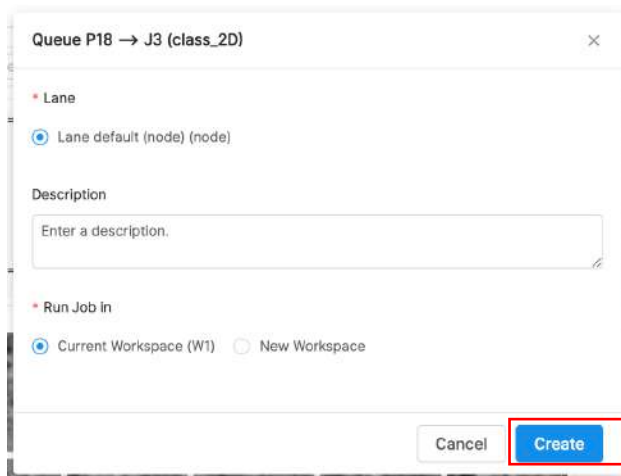 Queue P18 → J3 (class_2D)
* Lane
Lane default (node) (node)
Description
Enter a description.
* Run Job in
Current Workspace (W1) New Workspace
Cancel Create